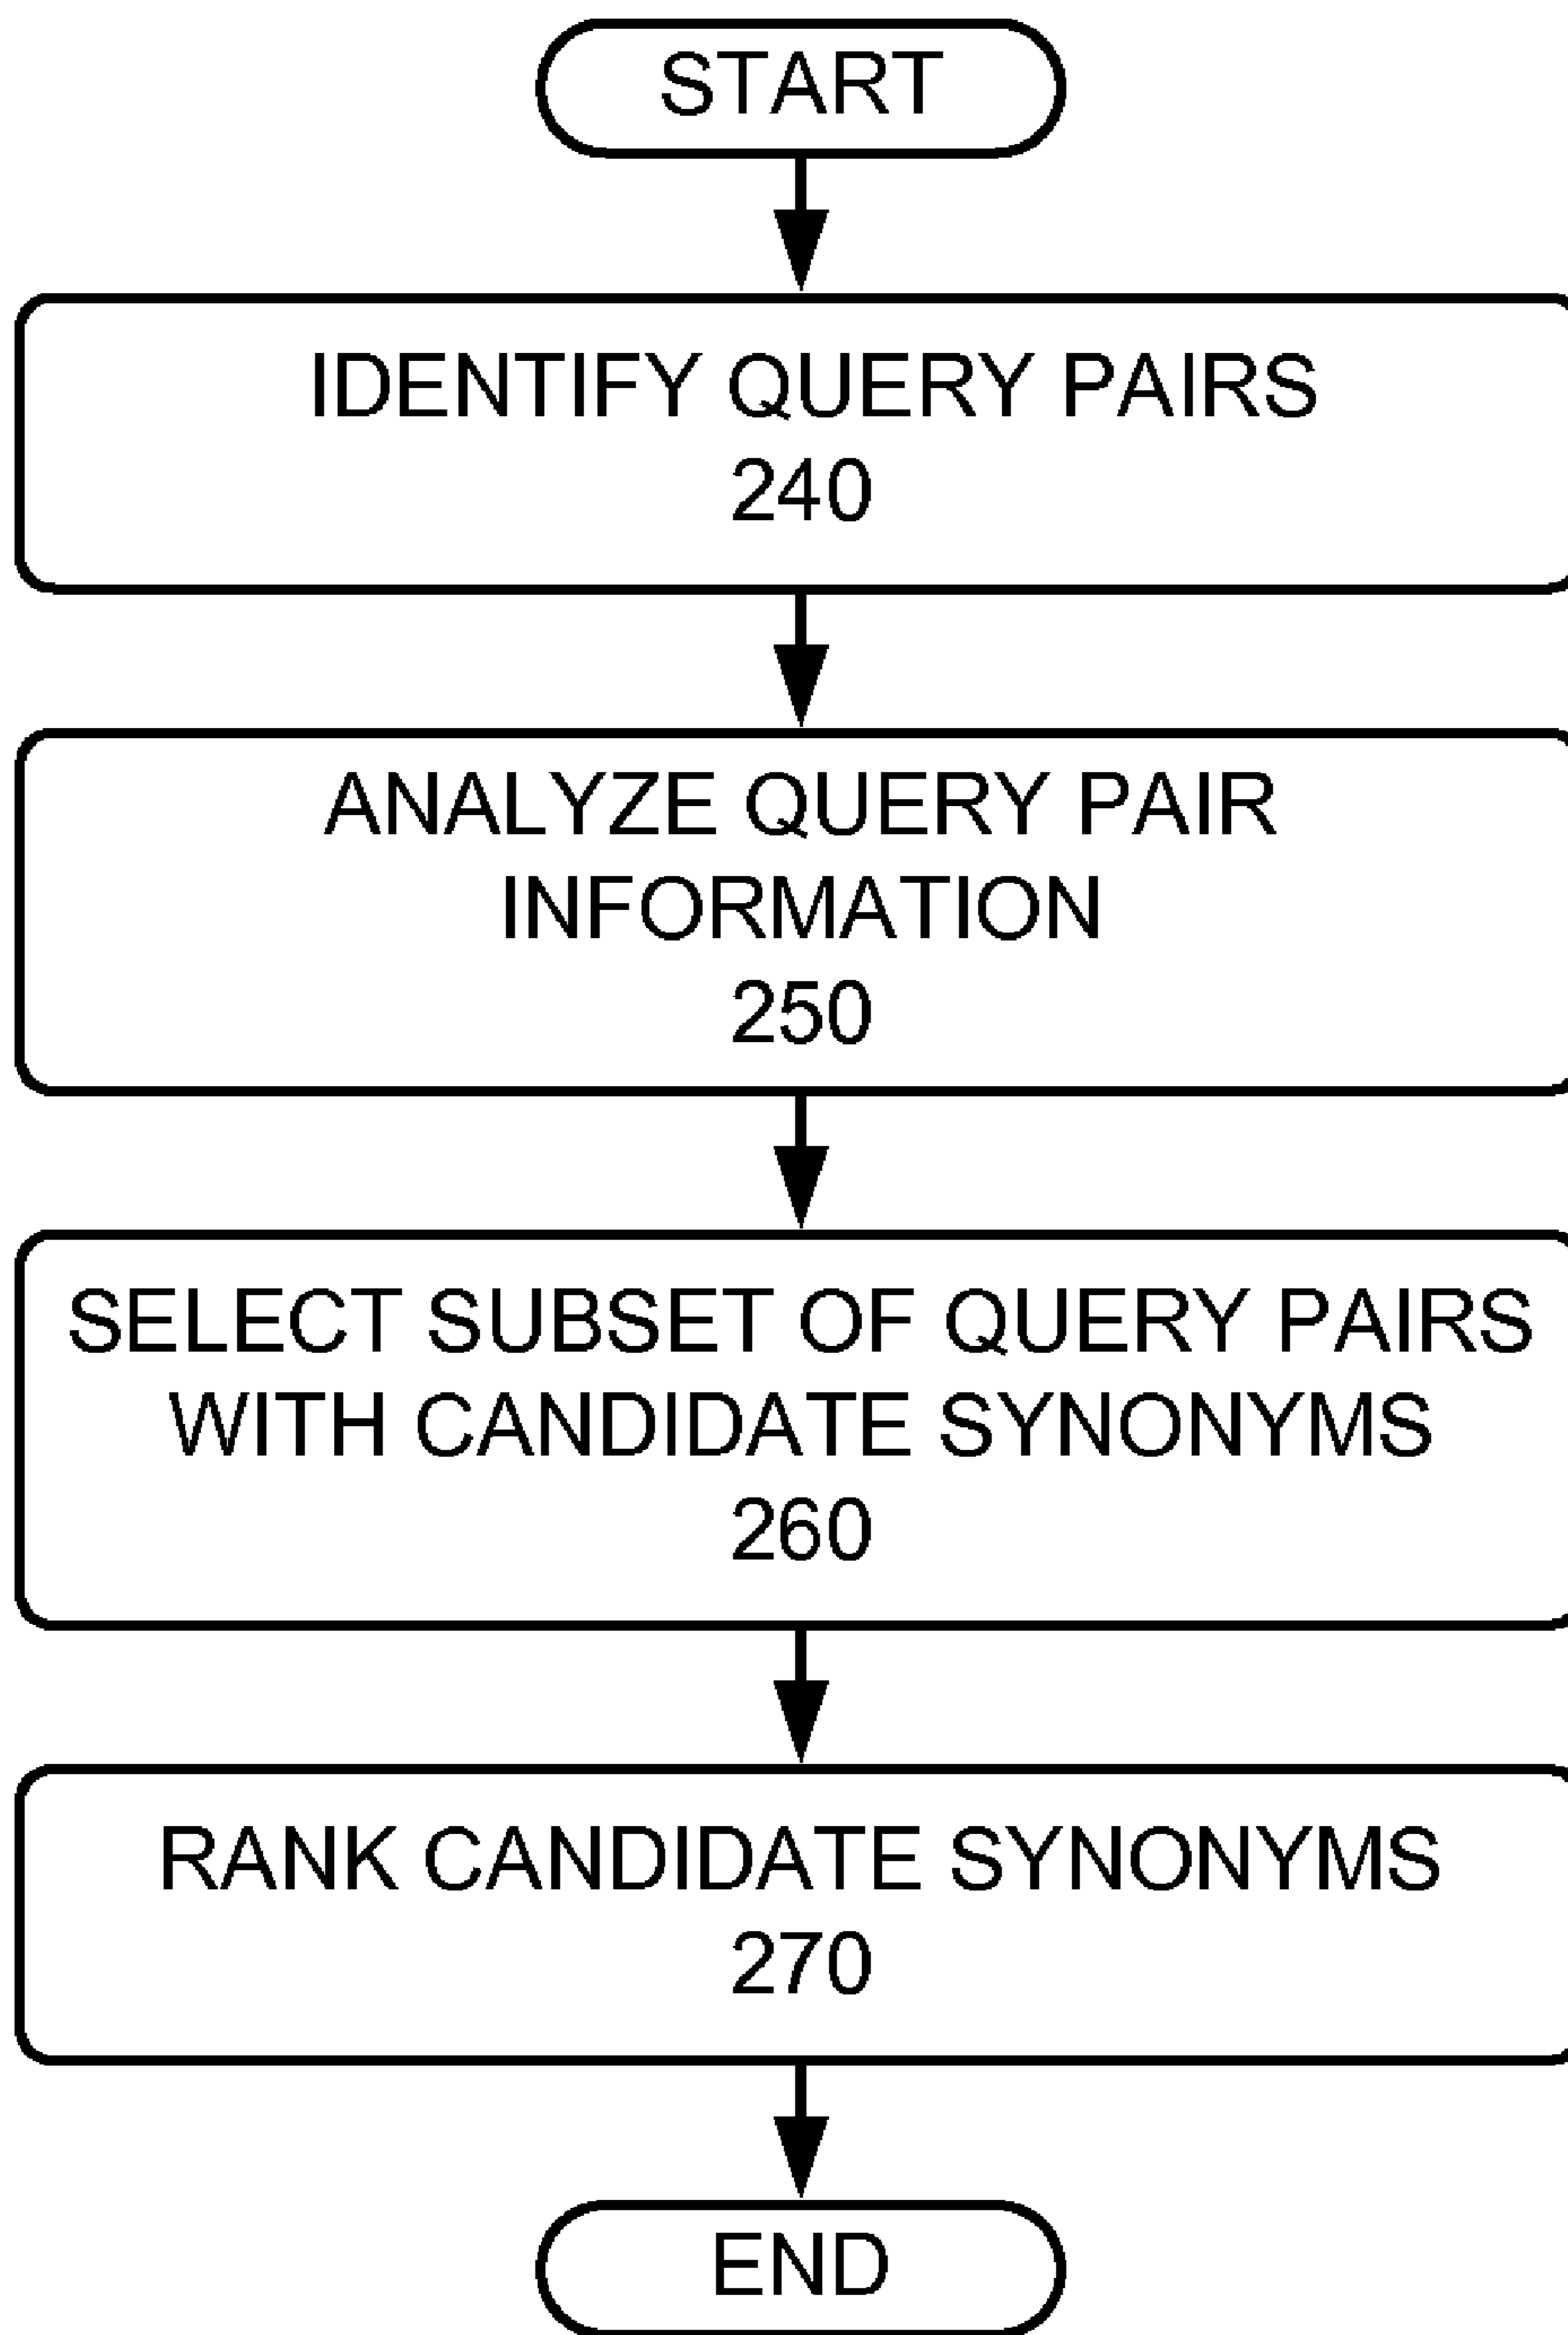 START
IDENTIFY QUERY PAIRS
240
ANALYZE QUERY PAIR
INFORMATION
250
SELECT SUBSET OF QUERY PAIRS
WITH CANDIDATE SYNONYMS
260
RANK CANDIDATE SYNONYMS
270
END